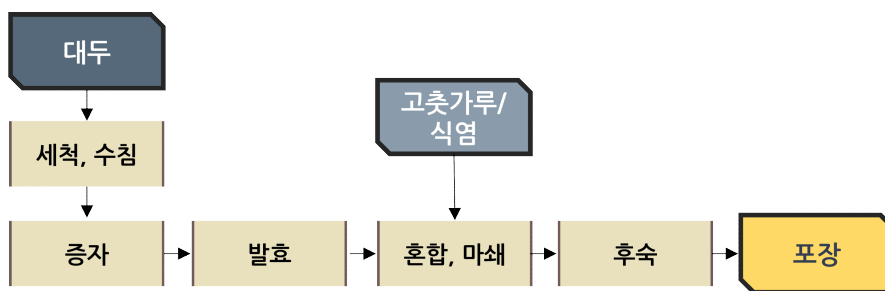 대두
고춧가루/
식염
세척, 수침
증자
발효
혼합, 마쇄
후숙
포장